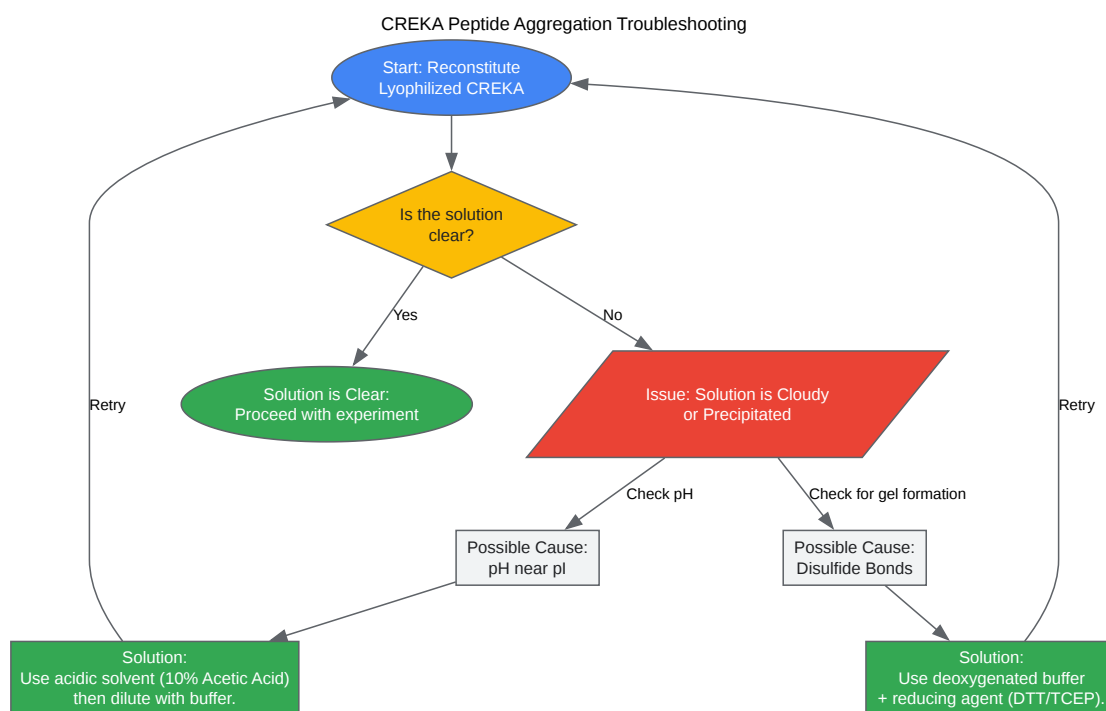 CREKA Peptide Aggregation Troubleshooting
Start: Reconstitute
Lyophilized CREKA
Is the solution
clear?
Yes
No
Solution is Clear:
Proceed with experiment
Issue: Solution is Cloudy
or Precipitated
Retry
Retry
Check pH
Check for gel formation
Possible Cause:
pH near pI
Possible Cause:
Disulfide Bonds
Solution:
Use acidic solvent (10% Acetic Acid)
then dilute with buffer.
Solution:
Use deoxygenated buffer
+ reducing agent (DTT/TCEP).